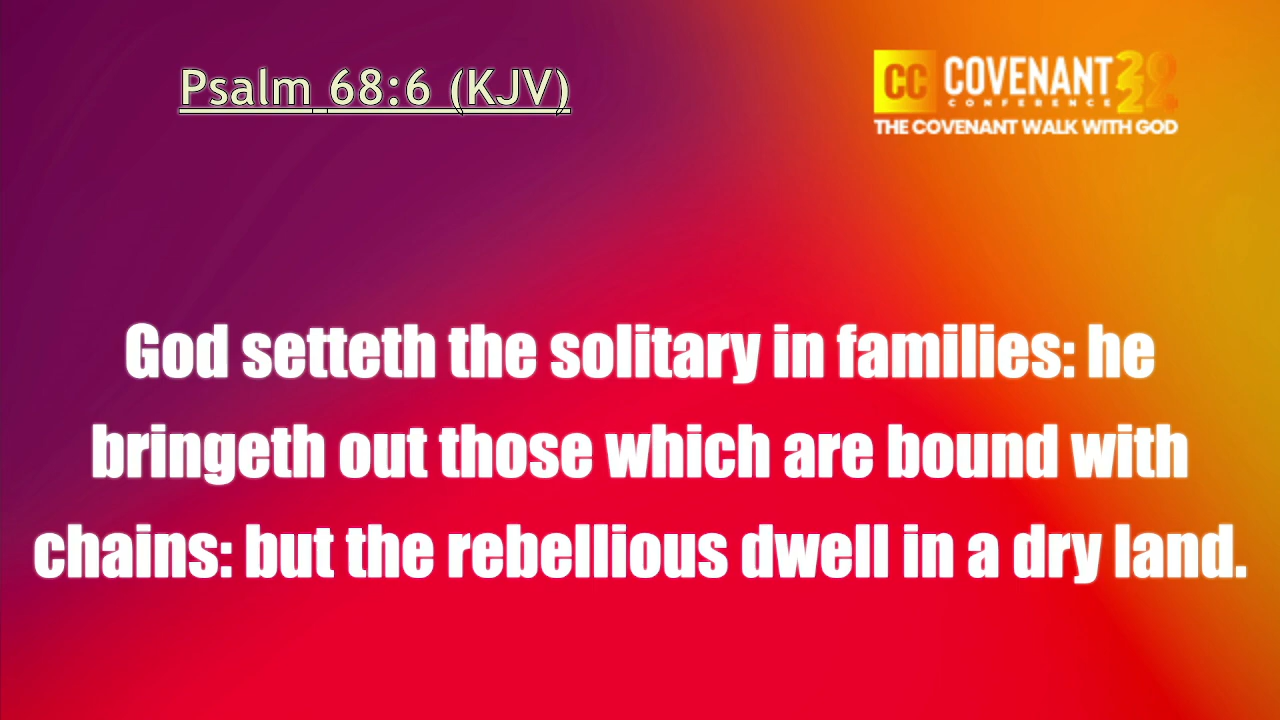 Psalm 68:6 (KJV)
CC COVENANT
CONFERENCE
THE COVENANT WALK WITH GOD
God setteth the solitary in families: he
bringeth out those which are bound with
chains: but the rebellious dwell in a dry land.